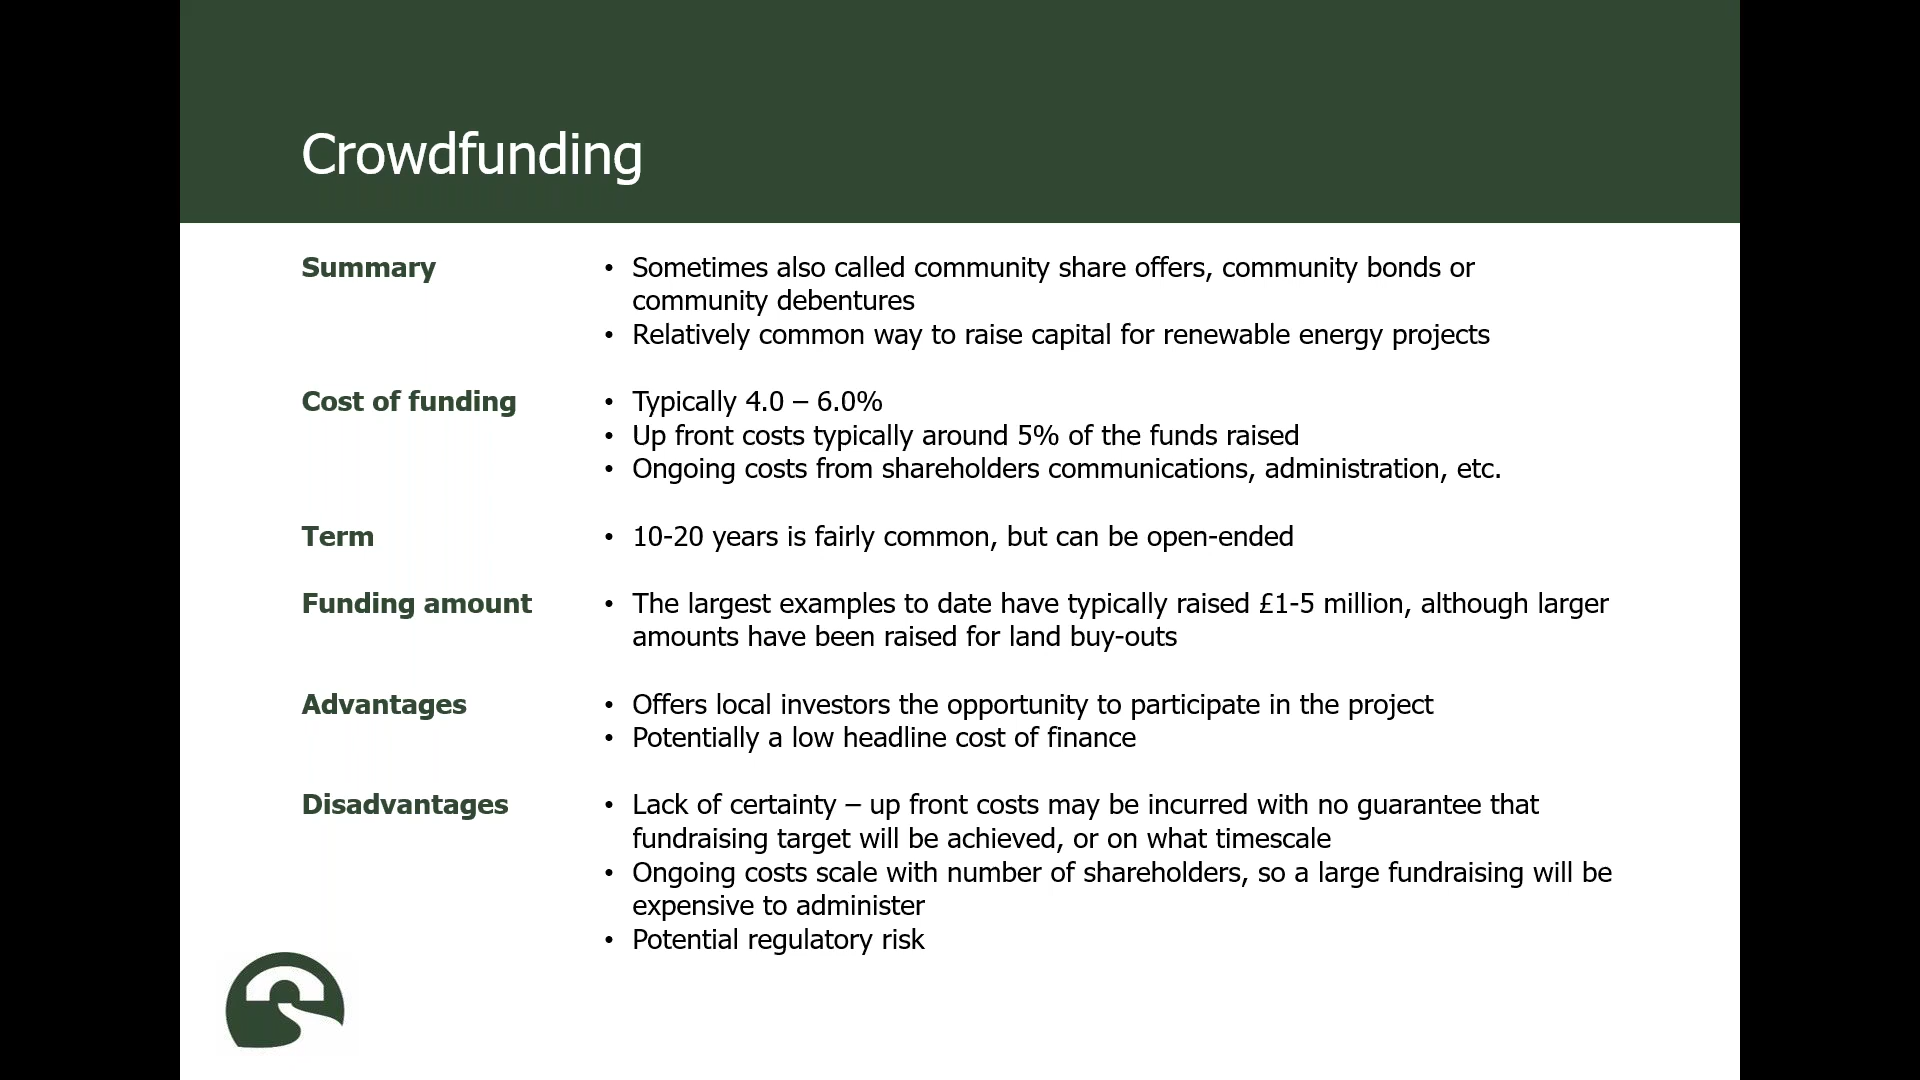 Crowdfunding
Summary
• Sometimes also called community share offers, community bonds or
community debentures
• Relatively common way to raise capital for renewable energy projects
Cost of funding
• Typically 4.0 – 6.0%
• Up front costs typically around 5% of the funds raised
• Ongoing costs from shareholders communications, administration, etc.
Term
• 10-20 years is fairly common, but can be open-ended
Funding amount
• The largest examples to date have typically raised £1-5 million, although larger
amounts have been raised for land buy-outs
Advantages
• Offers local investors the opportunity to participate in the project
• Potentially a low headline cost of finance
Disadvantages
• Lack of certainty – up front costs may be incurred with no guarantee that
fundraising target will be achieved, or on what timescale
• Ongoing costs scale with number of shareholders, so a large fundraising will be
expensive to administer
• Potential regulatory risk